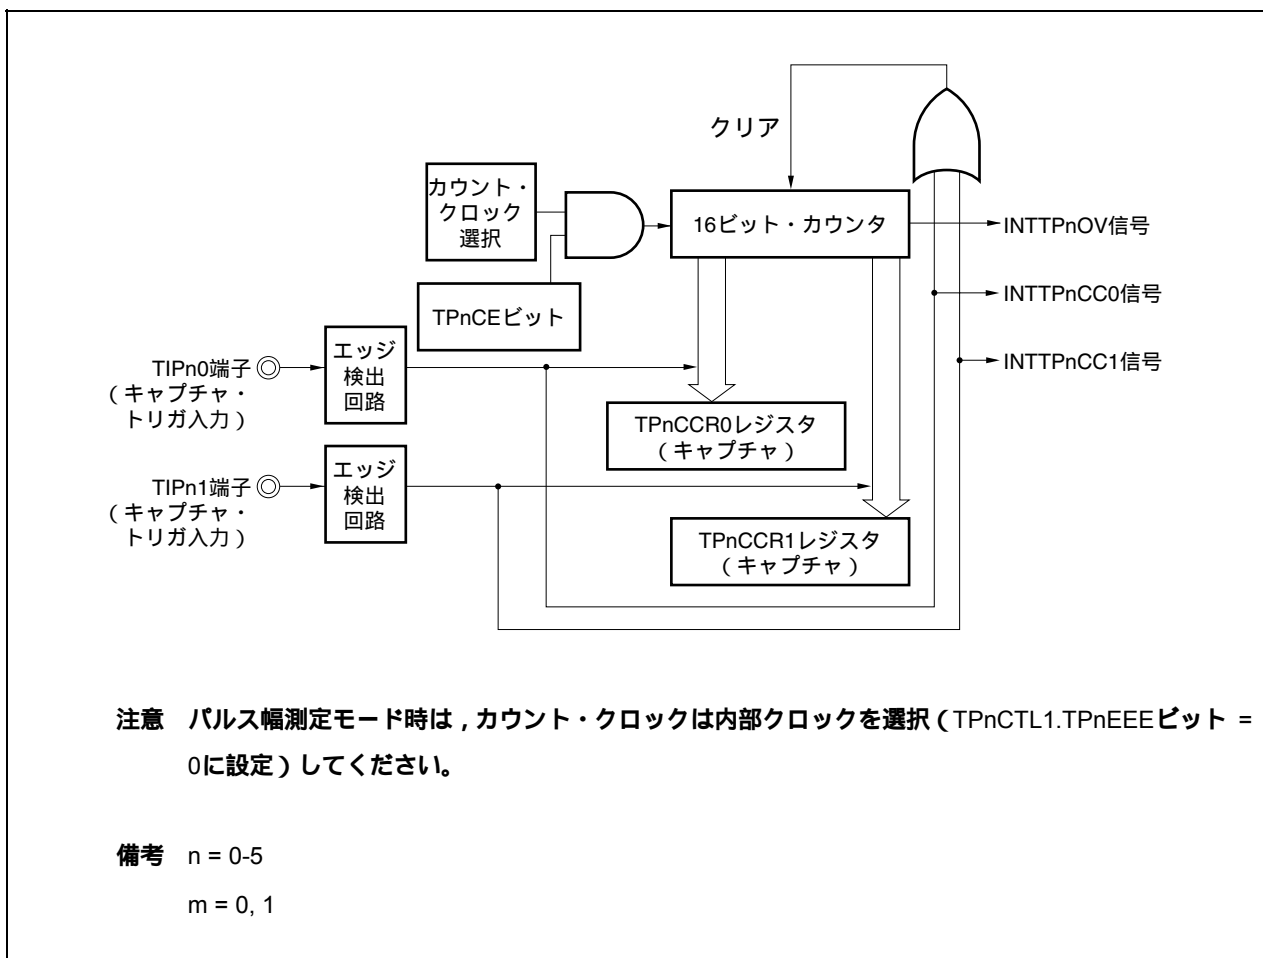 クリア
カウント・
クロック
選択
16ビット・カウンタ
INTTPnOV信号
INTTPnCC0信号
TPnCEビット
INTTPnCC1信号
TIPn0端子
（キャプチャ・
トリガ入力）
エッジ
検出
回路
TPnCCR0レジスタ
（キャプチャ）
TIPn1端子
（キャプチャ・
トリガ入力）
エッジ
検出
回路
TPnCCR1レジスタ
（キャプチャ）
注意 パルス幅測定モード時は，カウント・クロックは内部クロックを選択（TPnCTL1.TPnEEEビット =
0に設定）してください。
備考 n = 0-5
m = 0, 1